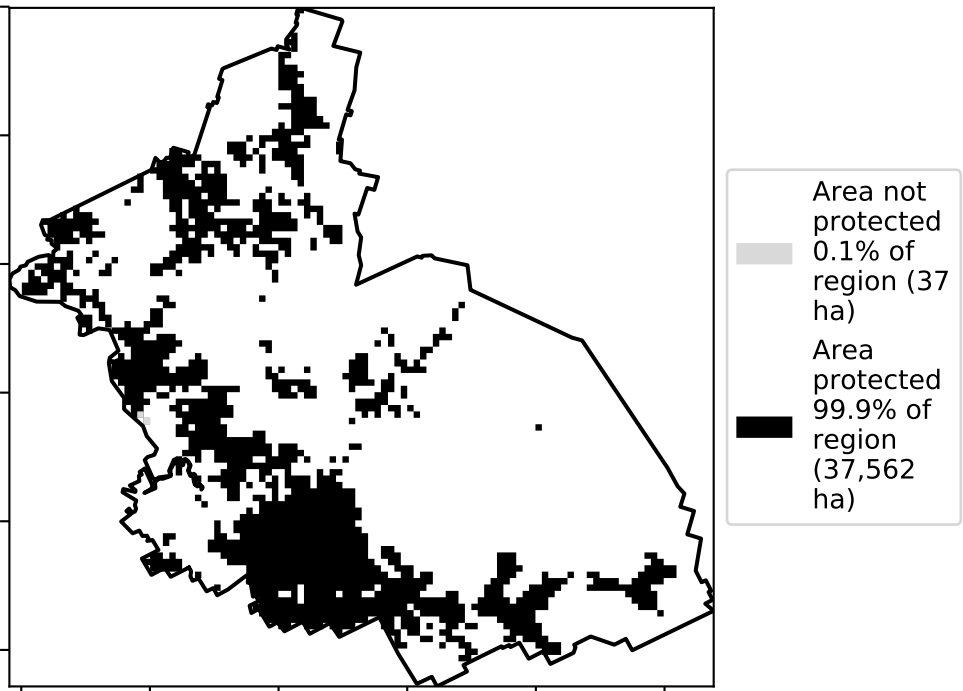 Area not
protected
0.1% of
region (37
ha)
Area
protected
99.9% of
region
(37,562
ha)